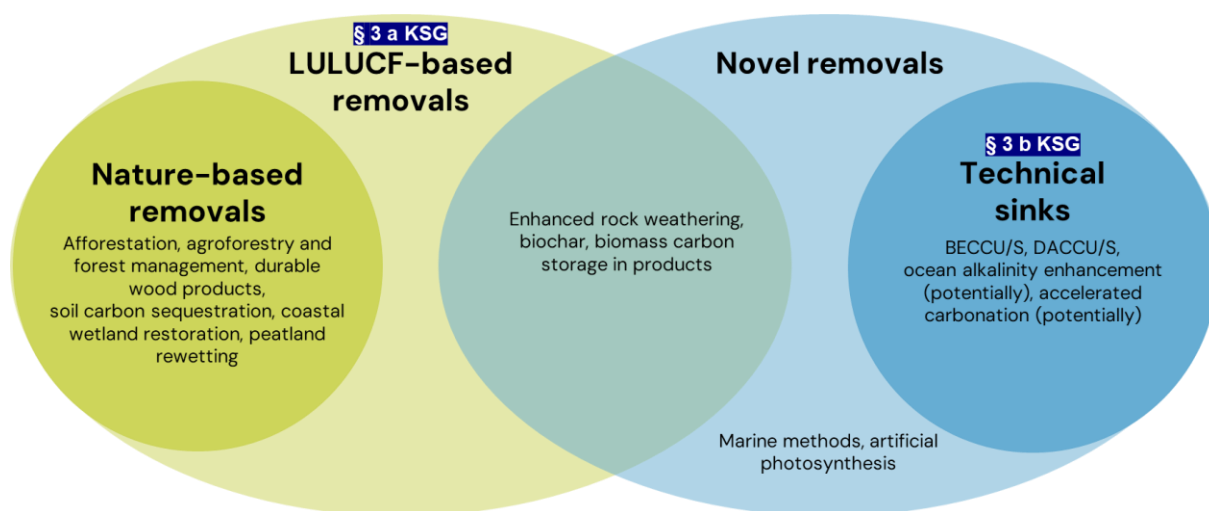 § 3 a KSG
LULUCF-based
removals
Nature-based
removals
Afforestation, agroforestry and
forest management, durable
wood products,
soil carbon sequestration, coastal
wetland restoration, peatland
rewetting
Enhanced rock weathering,
biochar, biomass carbon
storage in products
Novel removals
§ 3 b KSG
Technical
sinks
BECCU/S, DACCU/S,
ocean alkalinity enhancement
(potentially), accelerated
carbonation (potentially)
Marine methods, artificial
photosynthesis